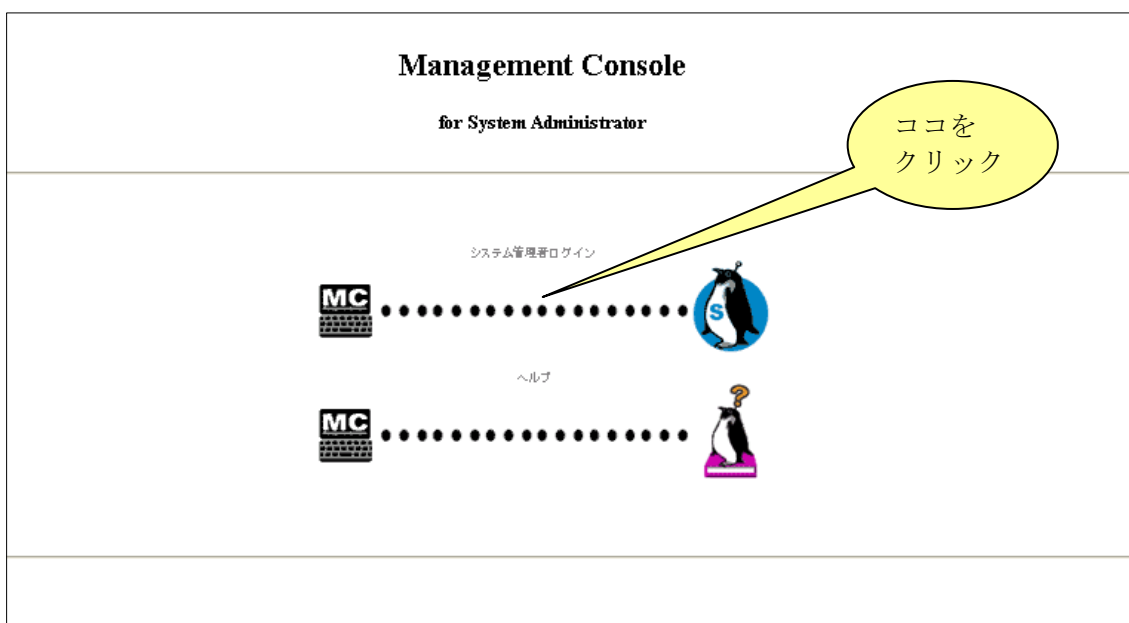 Management Console
for System Administrator
ココを
クリック
システム管理者ログイン
MC
S
ヘルプ
MC
?